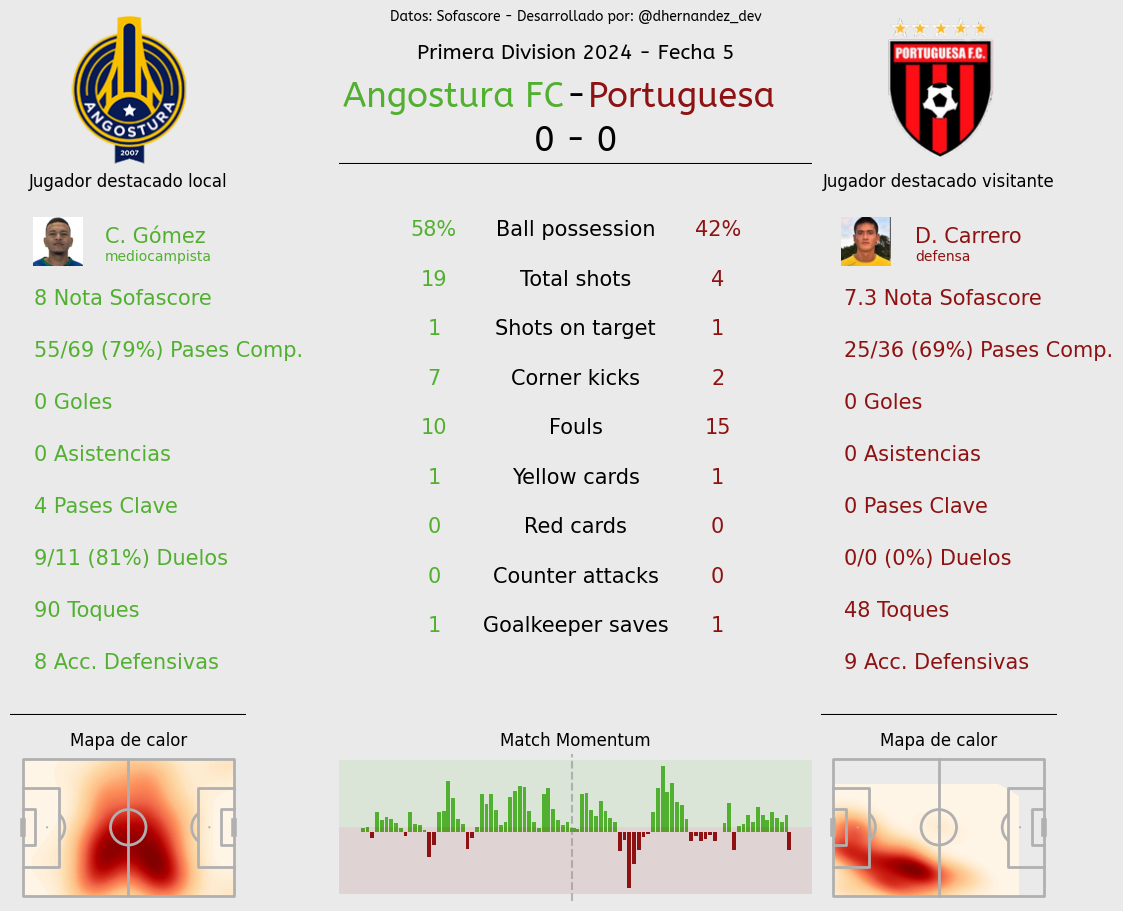 Datos: Sofascore - Desarrollado por: @dhernandez_dev
Primera Division 2024 - Fecha 5
Angostura FC - Portuguesa
0 - 0
ANGOSTURA
2007
PORTUGUESA F.C.
Jugador destacado local
C. Gómez
mediocampista
8 Nota Sofascore
55/69 (79%) Pases Comp.
0 Goles
0 Asistencias
4 Pases Clave
9/11 (81%) Duelos
90 Toques
8 Acc. Defensivas
Mapa de calor
58% Ball possession 42%
19 Total shots 4
1 Shots on target 1
7 Corner kicks 2
10 Fouls 15
1 Yellow cards 1
0 Red cards 0
0 Counter attacks 0
1 Goalkeeper saves 1
Match Momentum
Jugador destacado visitante
D. Carrero
defensa
7.3 Nota Sofascore
25/36 (69%) Pases Comp.
0 Goles
0 Asistencias
0 Pases Clave
0/0 (0%) Duelos
48 Toques
9 Acc. Defensivas
Mapa de calor